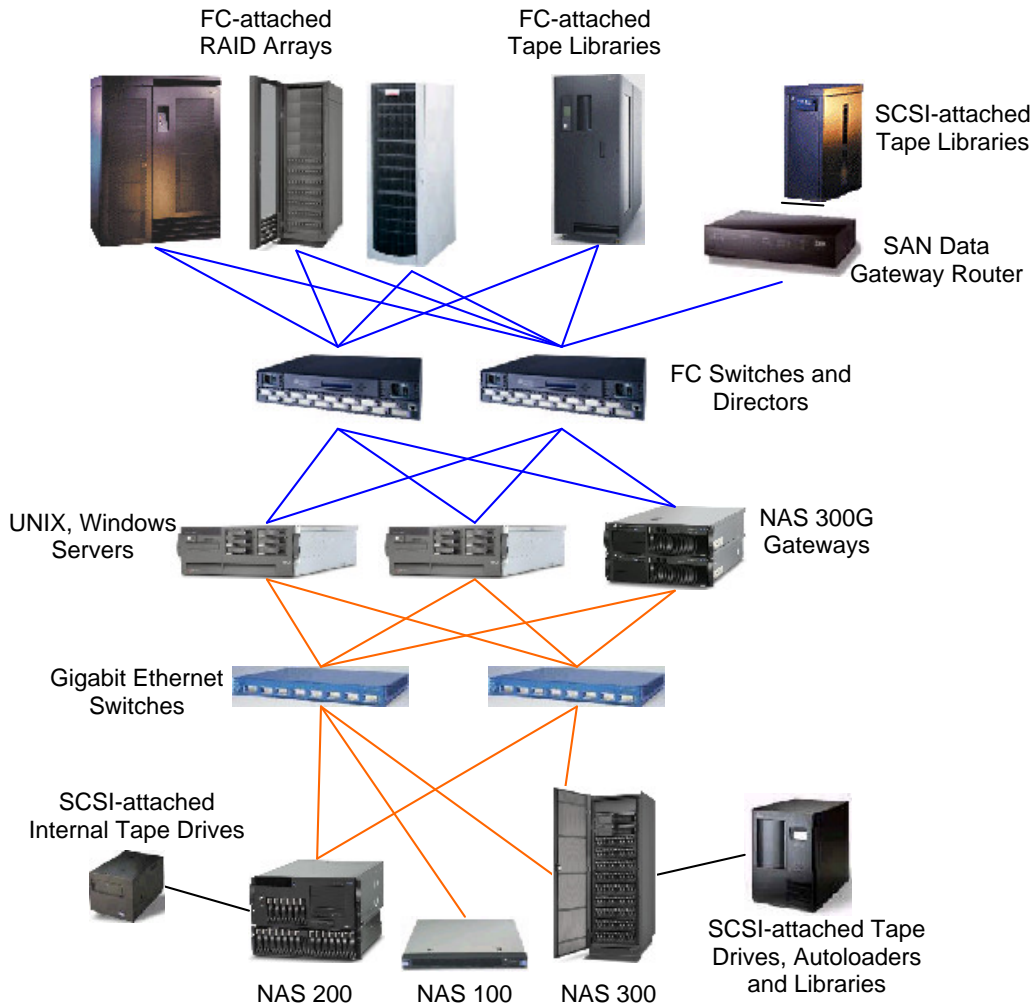 FC-attached
RAID Arrays
FC-attached
Tape Libraries
SCSI-attached
Tape Libraries
SAN Data
Gateway Router
FC Switches and
Directors
UNIX, Windows
Servers
NAS 300G
Gateways
Gigabit Ethernet
Switches
SCSI-attached
Internal Tape Drives
SCSI-attached Tape
Drives, Autoloaders
and Libraries
NAS 200
NAS 100
NAS 300